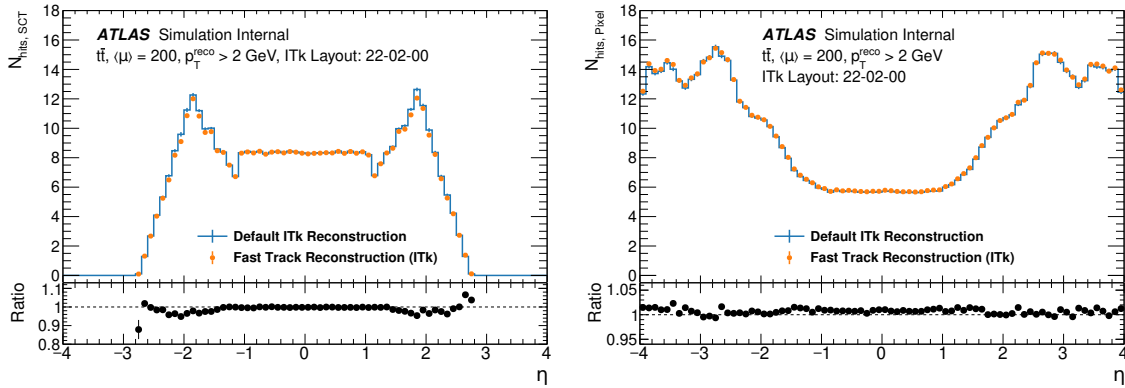 N_hits, SCT
18
16
14
12
10
8
6
4
2
0
ATLAS Simulation Internal
tt̄, ⟨μ⟩ = 200, p_T^reco > 2 GeV, ITk Layout: 22-02-00
Default ITk Reconstruction
Fast Track Reconstruction (ITk)
Ratio
1.1
1
0.9
0.8
−4 −3 −2 −1 0 1 2 3 4
η
N_hits, Pixel
18
16
14
12
10
8
6
4
2
0
ATLAS Simulation Internal
tt̄, ⟨μ⟩ = 200, p_T^reco > 2 GeV
ITk Layout: 22-02-00
Default ITk Reconstruction
Fast Track Reconstruction (ITk)
Ratio
1.05
1
0.95
−4 −3 −2 −1 0 1 2 3 4
η